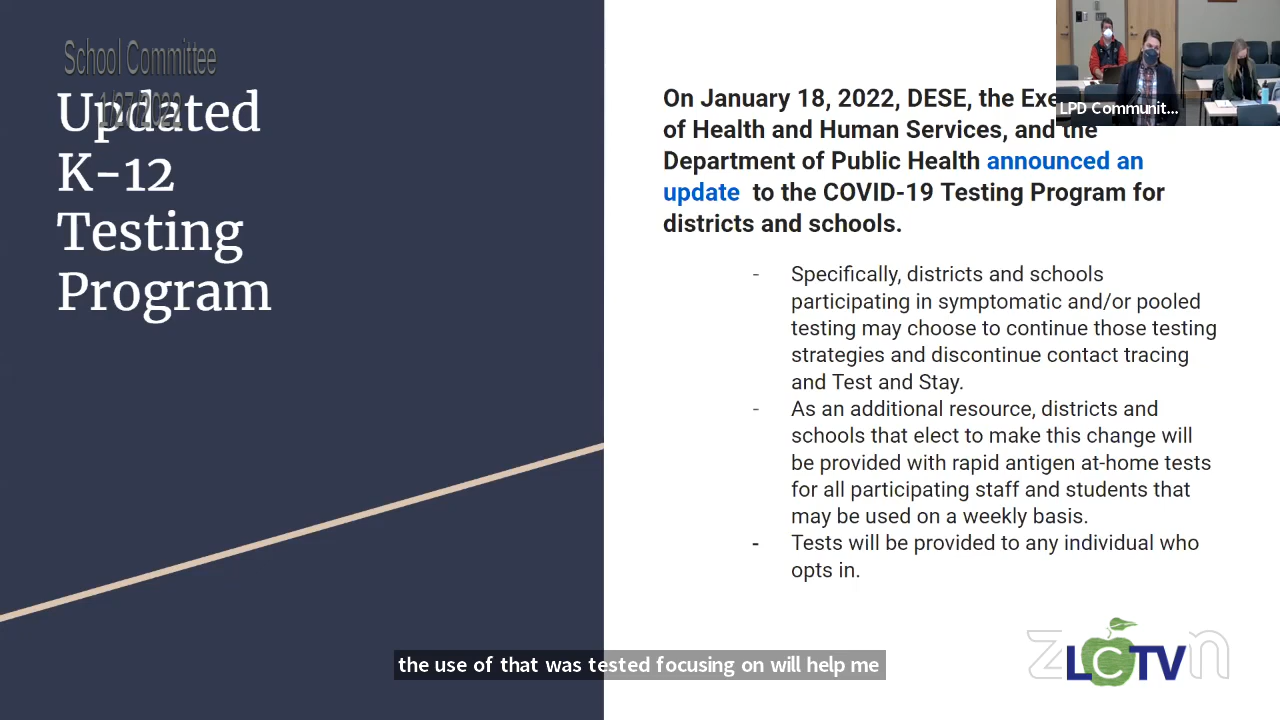 School Committee
1/27/2022
Updated
K-12
Testing
Program
On January 18, 2022, DESE, the Exe
of Health and Human Services, and the
Department of Public Health announced an
update to the COVID-19 Testing Program for
districts and schools.
- Specifically, districts and schools
participating in symptomatic and/or pooled
testing may choose to continue those testing
strategies and discontinue contact tracing
and Test and Stay.
- As an additional resource, districts and
schools that elect to make this change will
be provided with rapid antigen at-home tests
for all participating staff and students that
may be used on a weekly basis.
- Tests will be provided to any individual who
opts in.
LPD Communit...
the use of that was tested focusing on will help me
zoom
LCTV